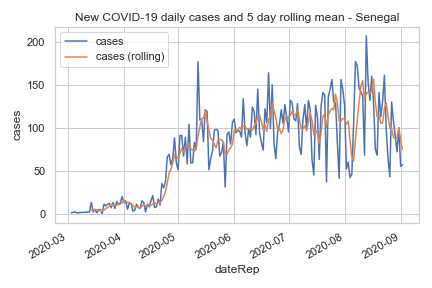 New COVID-19 daily cases and 5 day rolling mean - Senegal
cases
cases (rolling)
200
150
100
50
0
cases
2020-03
2020-04
2020-05
2020-06
2020-07
2020-08
2020-09
dateRep